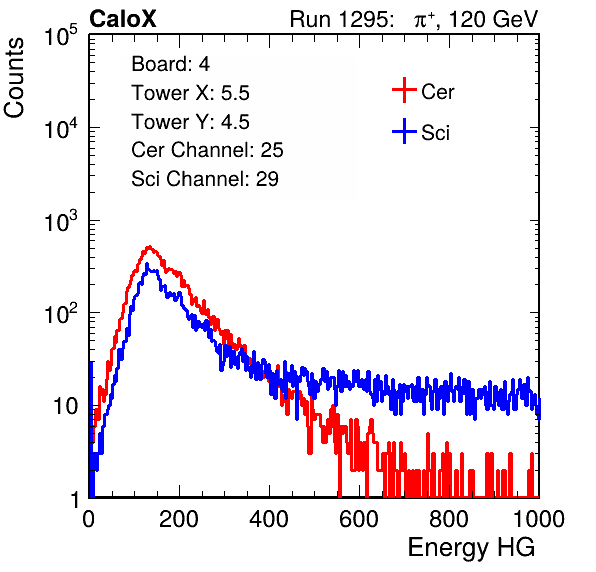 CaloX Run 1295: π⁺, 120 GeV
Counts
10⁵
10⁴
10³
10²
10
1
Board: 4
Tower X: 5.5
Tower Y: 4.5
Cer Channel: 25
Sci Channel: 29
Cer
Sci
0 200 400 600 800 1000
Energy HG